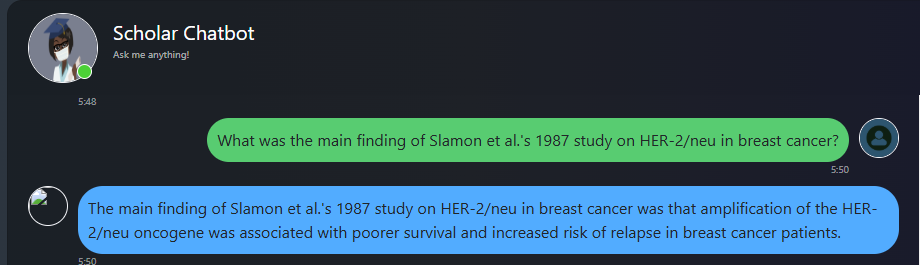 Scholar Chatbot
Ask me anything!
5:48
What was the main finding of Slamon et al.'s 1987 study on HER-2/neu in breast cancer?
5:50
The main finding of Slamon et al.'s 1987 study on HER-2/neu in breast cancer was that amplification of the HER-
2/neu oncogene was associated with poorer survival and increased risk of relapse in breast cancer patients.
5:50